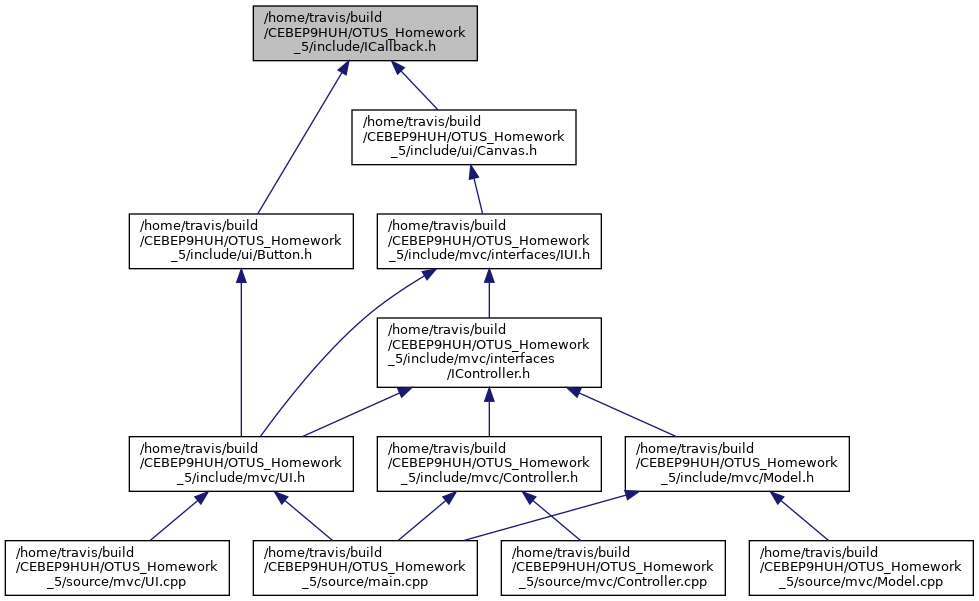 /home/travis/build
/CEBEP9HUH/OTUS_Homework
_5/include/ICallback.h
/home/travis/build
/CEBEP9HUH/OTUS_Homework
_5/include/ui/Canvas.h
/home/travis/build
/CEBEP9HUH/OTUS_Homework
_5/include/ui/Button.h
/home/travis/build
/CEBEP9HUH/OTUS_Homework
_5/include/mvc/interfaces/IUI.h
/home/travis/build
/CEBEP9HUH/OTUS_Homework
_5/include/mvc/interfaces
/IController.h
/home/travis/build
/CEBEP9HUH/OTUS_Homework
_5/include/mvc/UI.h
/home/travis/build
/CEBEP9HUH/OTUS_Homework
_5/include/mvc/Controller.h
/home/travis/build
/CEBEP9HUH/OTUS_Homework
_5/include/mvc/Model.h
/home/travis/build
/CEBEP9HUH/OTUS_Homework
_5/source/mvc/UI.cpp
/home/travis/build
/CEBEP9HUH/OTUS_Homework
_5/source/main.cpp
/home/travis/build
/CEBEP9HUH/OTUS_Homework
_5/source/mvc/Controller.cpp
/home/travis/build
/CEBEP9HUH/OTUS_Homework
_5/source/mvc/Model.cpp